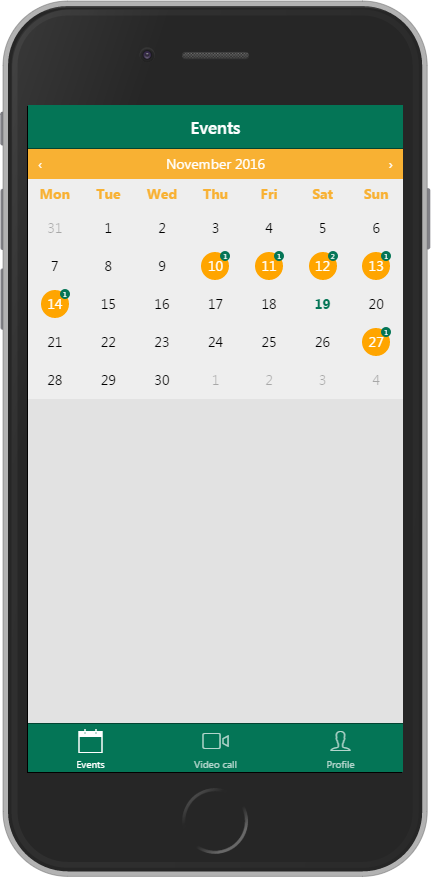 Events
‹ November 2016 ›
Mon Tue Wed Thu Fri Sat Sun
31 1 2 3 4 5 6
7 8 9 10 1 11 1 12 2 13 1
14 1 15 16 17 18 19 20
21 22 23 24 25 26 27 1
28 29 30 1 2 3 4
Events Video call Profile